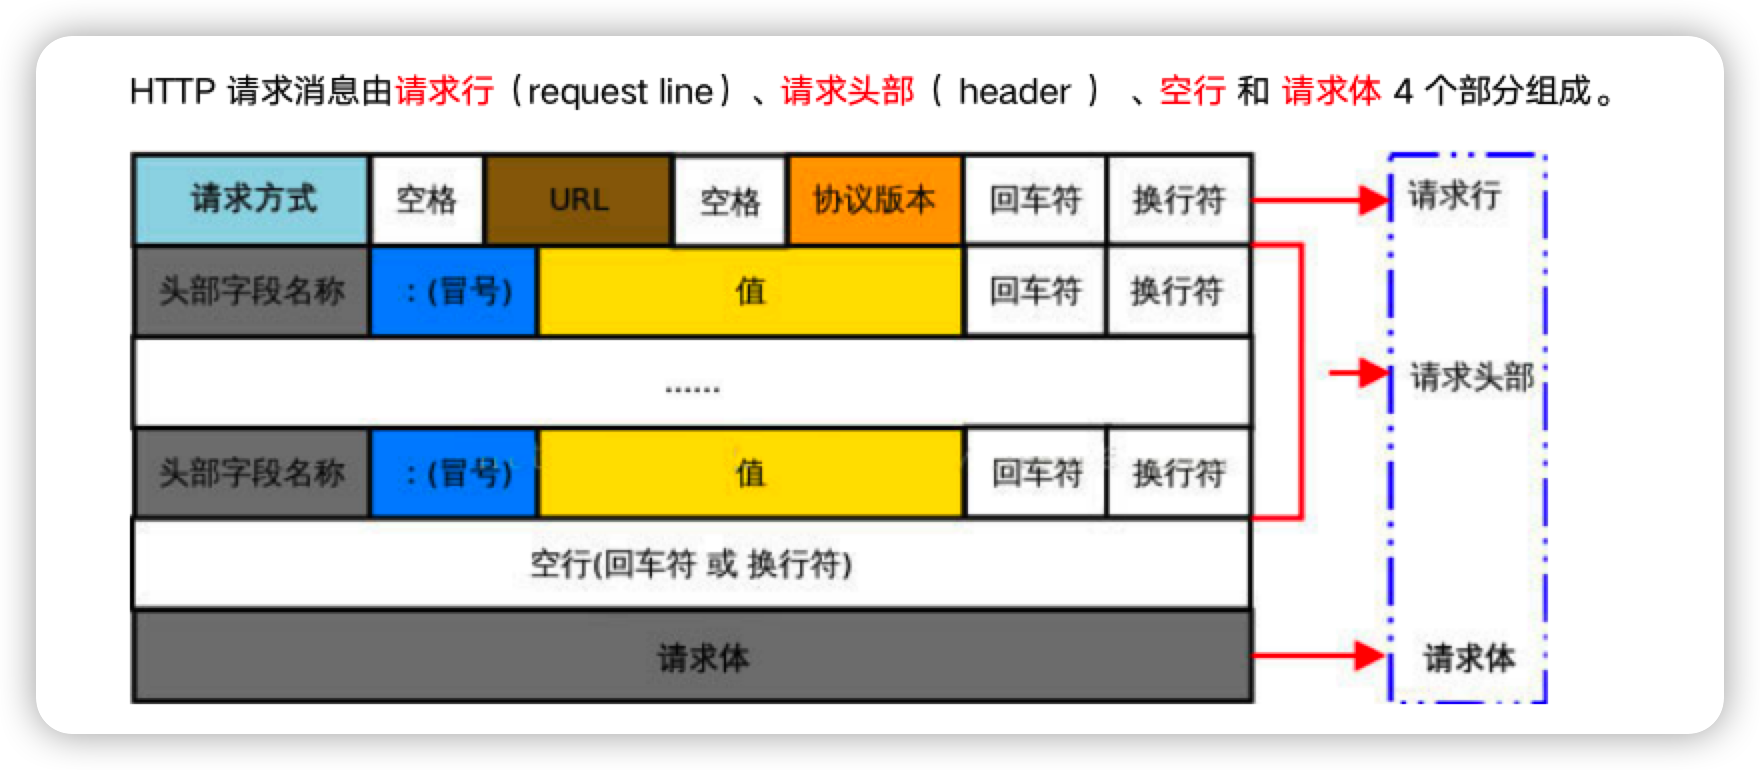 HTTP 请求消息由请求行（request line）、请求头部（ header ） 、空行 和 请求体 4 个部分组成。
请求方式 空格 URL 空格 协议版本 回车符 换行符 请求行
头部字段名称 :(冒号) 值 回车符 换行符
...... 请求头部
头部字段名称 :(冒号) 值 回车符 换行符
空行(回车符 或 换行符)
请求体 请求体